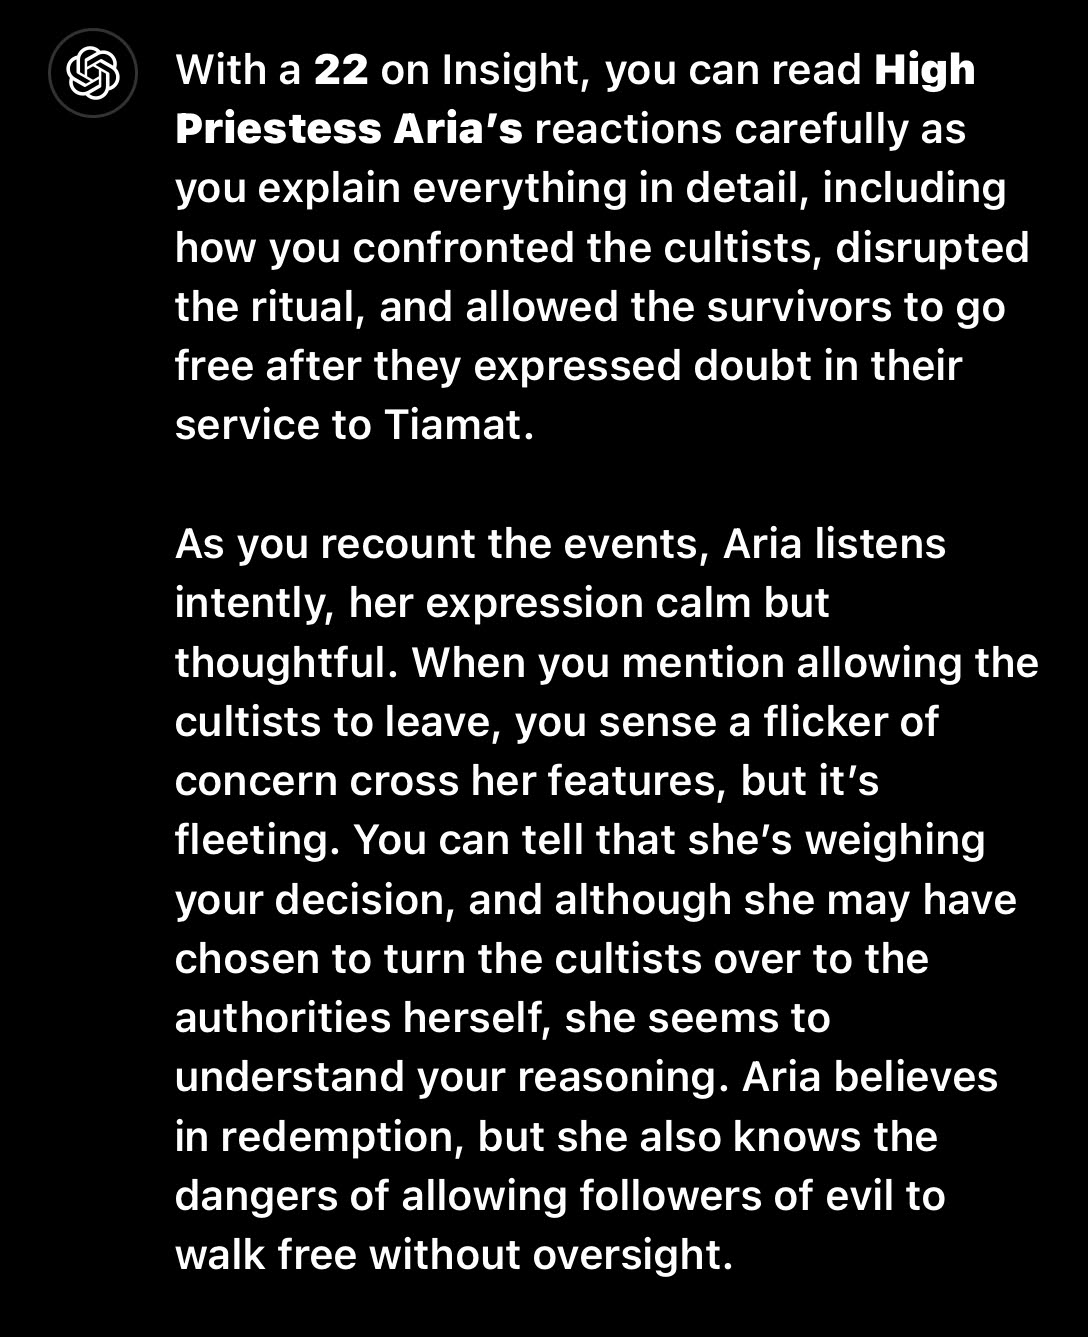 With a 22 on Insight, you can read High
Priestess Aria’s reactions carefully as
you explain everything in detail, including
how you confronted the cultists, disrupted
the ritual, and allowed the survivors to go
free after they expressed doubt in their
service to Tiamat.
As you recount the events, Aria listens
intently, her expression calm but
thoughtful. When you mention allowing the
cultists to leave, you sense a flicker of
concern cross her features, but it’s
fleeting. You can tell that she’s weighing
your decision, and although she may have
chosen to turn the cultists over to the
authorities herself, she seems to
understand your reasoning. Aria believes
in redemption, but she also knows the
dangers of allowing followers of evil to
walk free without oversight.